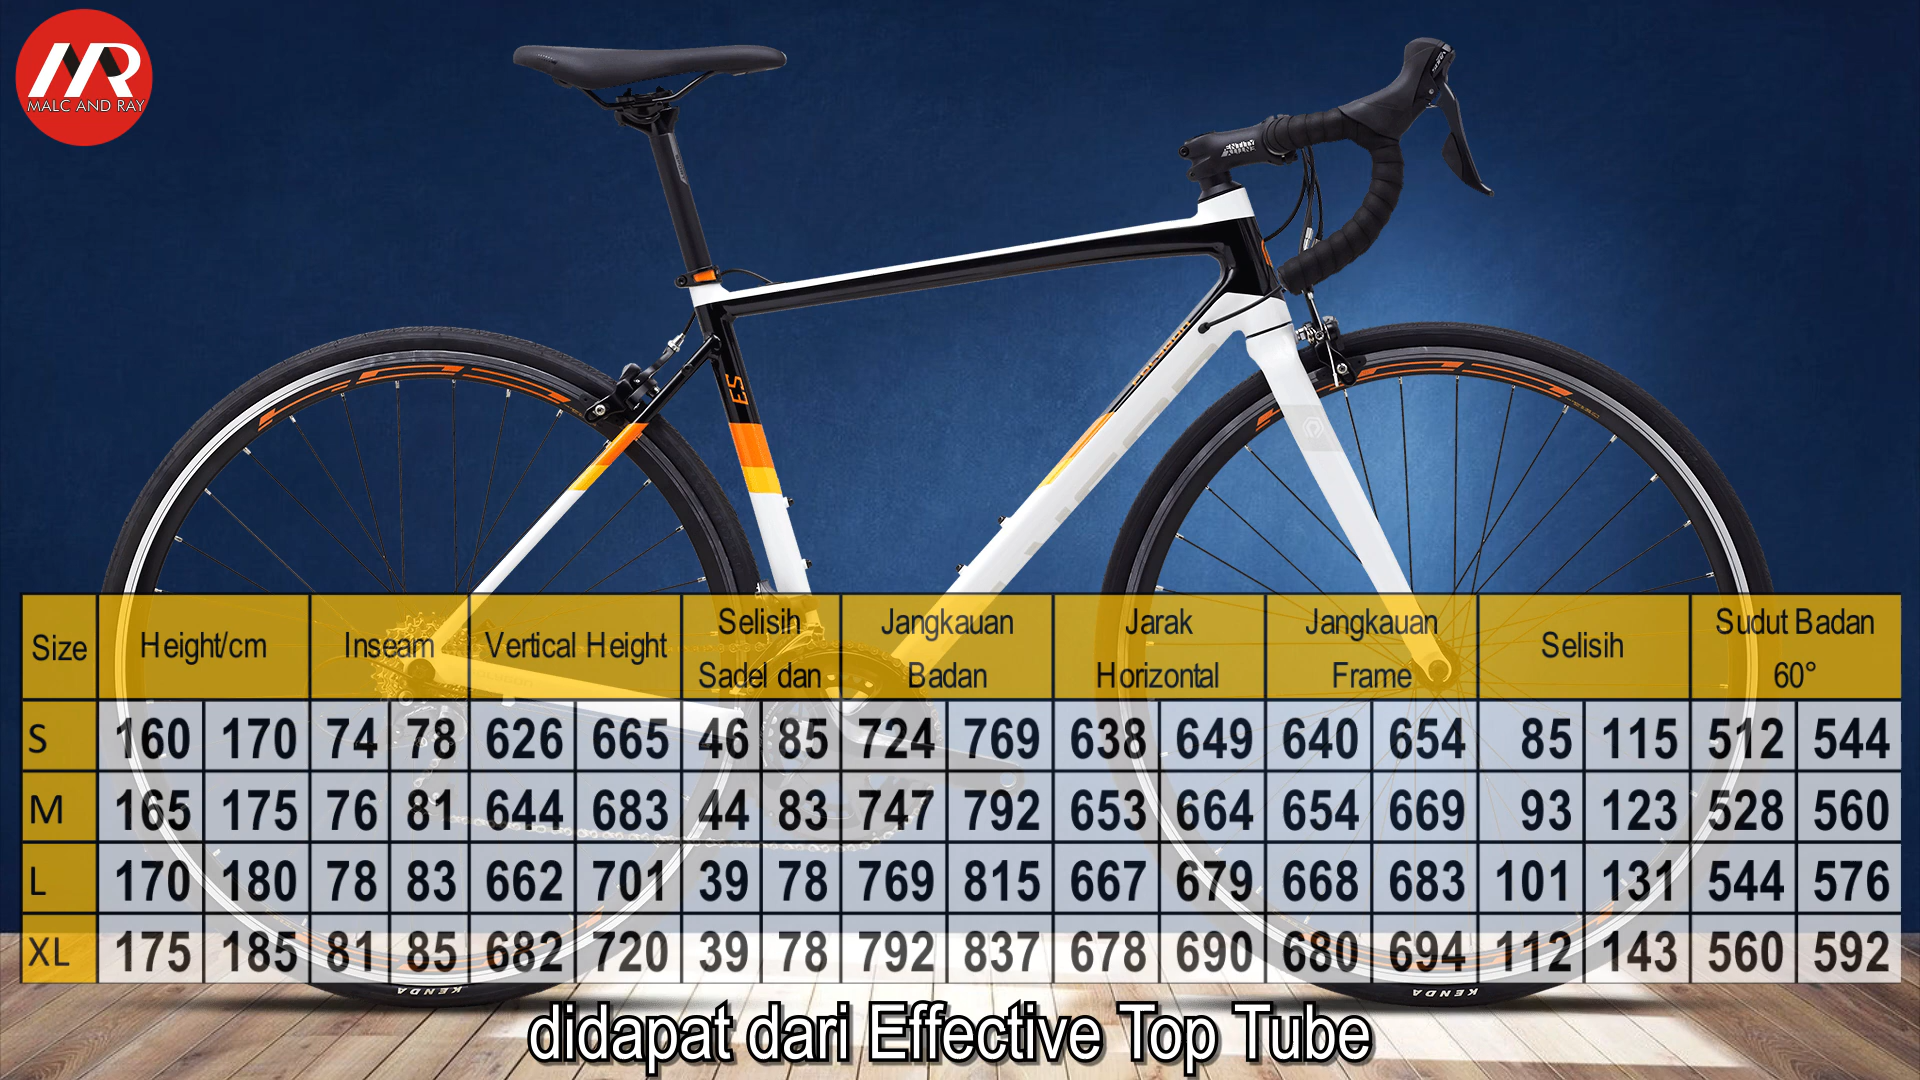 MR
MALC AND RAY
ENTITY
ES
Size Height/cm Inseam Vertical Height Selisih Sadel dan Jangkauan Badan Jarak Horizontal Jangkauan Frame Selisih Sudut Badan 60°
S 160 170 74 78 626 665 46 85 724 769 638 649 640 654 85 115 512 544
M 165 175 76 81 644 683 44 83 747 792 653 664 654 669 93 123 528 560
L 170 180 78 83 662 701 39 78 769 815 667 679 668 683 101 131 544 576
XL 175 185 81 85 682 720 39 78 792 837 678 690 680 694 112 143 560 592
KENDA
KENDA
didapat dari Effective Top Tube